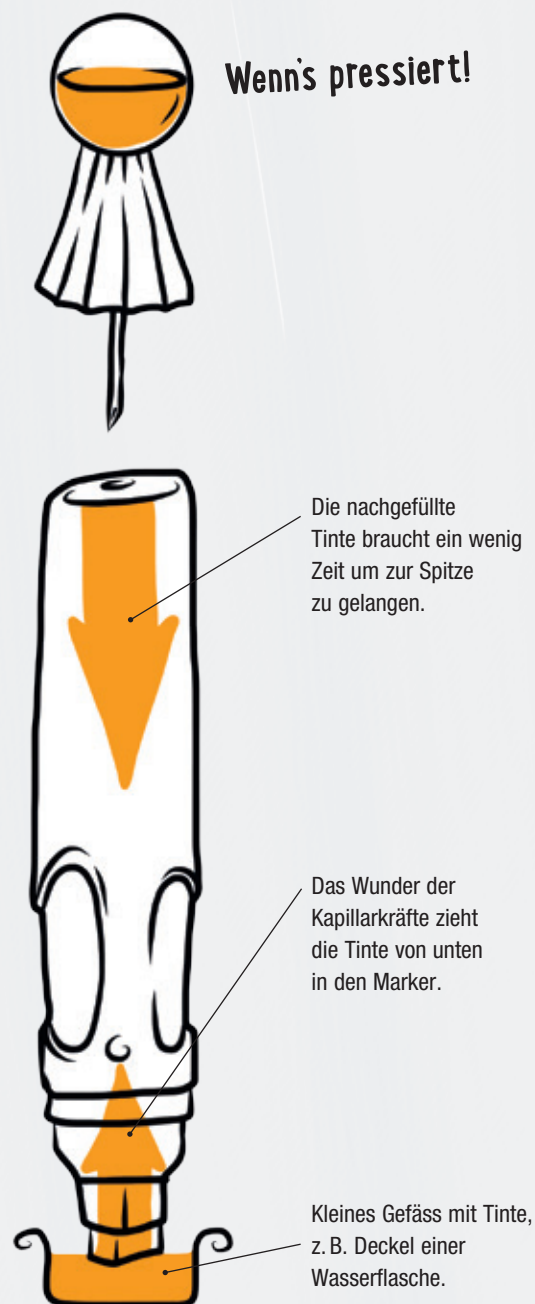 Wenn's pressiert!
Die nachgefüllte
Tinte braucht ein wenig
Zeit um zur Spitze
zu gelangen.
Das Wunder der
Kapillarkräfte zieht
die Tinte von unten
in den Marker.
Kleines Gefäss mit Tinte,
z. B. Deckel einer
Wasserflasche.